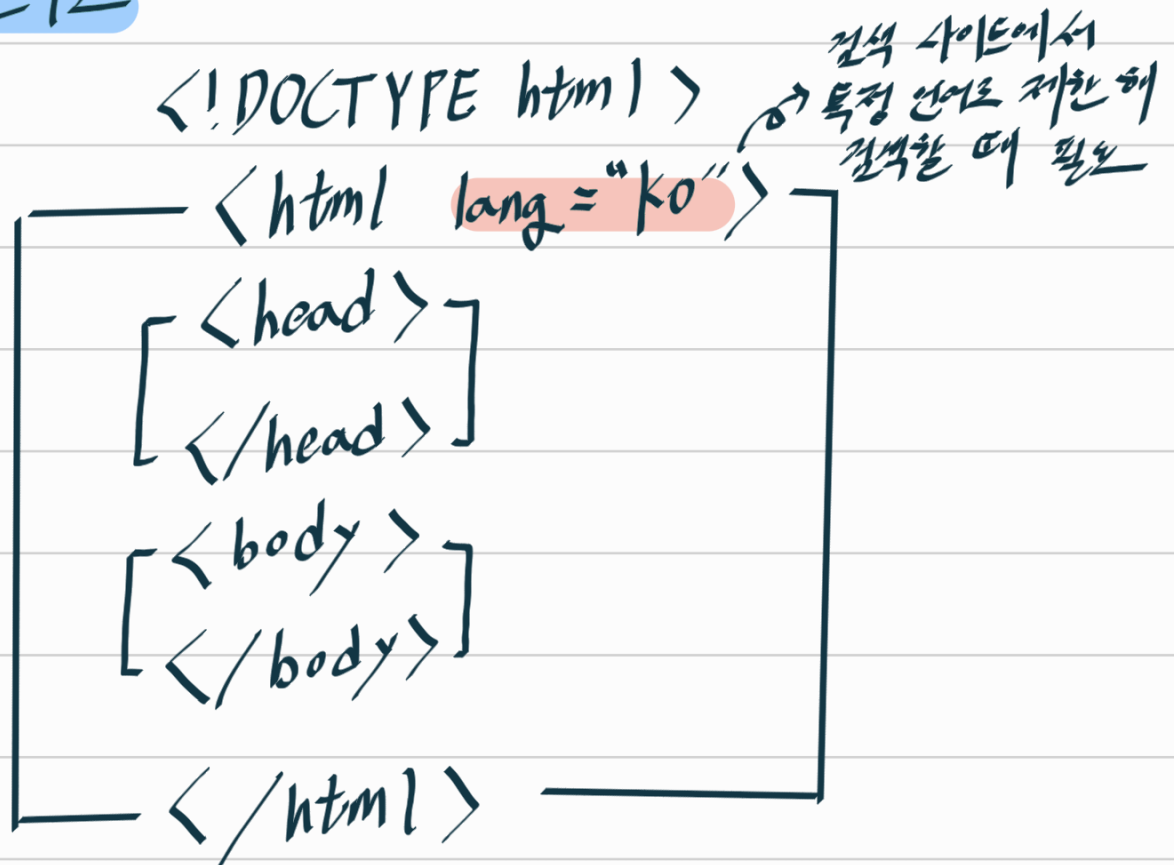 검색 사이트에서
특정 언어로 제한 해
검색할 때 필요
<!DOCTYPE html>
<html lang="ko">
<head>
</head>
<body>
</body>
</html>